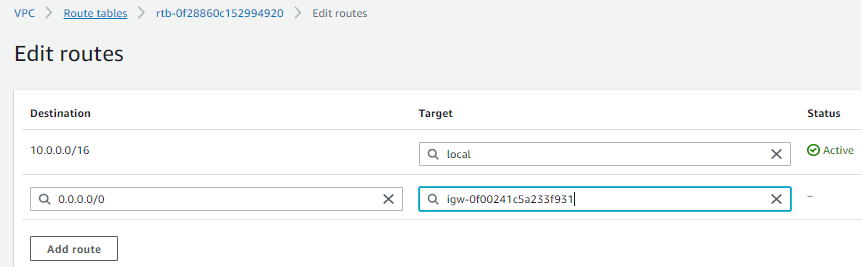 VPC > Route tables > rtb-0f28860c152994920 > Edit routes
Edit routes
Destination Target Status
10.0.0.0/16 local Active
0.0.0.0/0 igw-0f00241c5a233f931 –
Add route